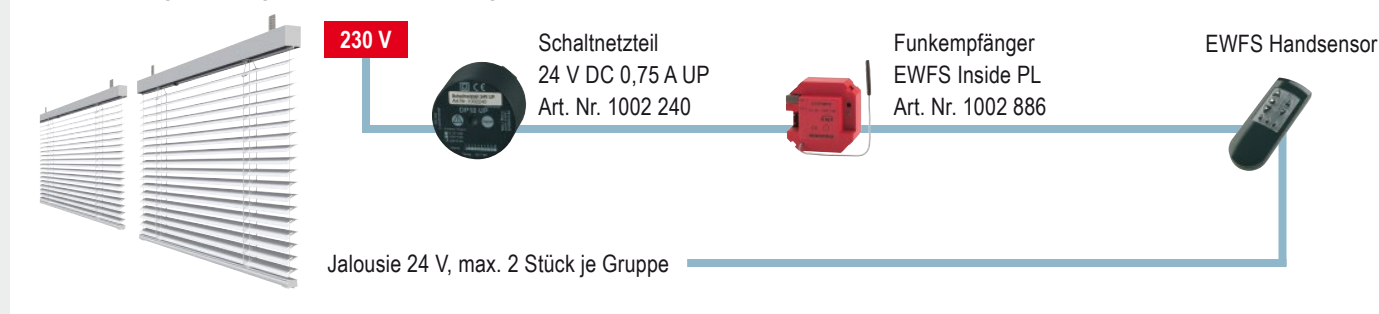 230 V
Schaltnetzteil
24 V DC 0,75 A UP
Art. Nr. 1002 240
Funkempfänger
EWFS Inside PL
Art. Nr. 1002 886
EWFS Handsensor
Jalousie 24 V, max. 2 Stück je Gruppe